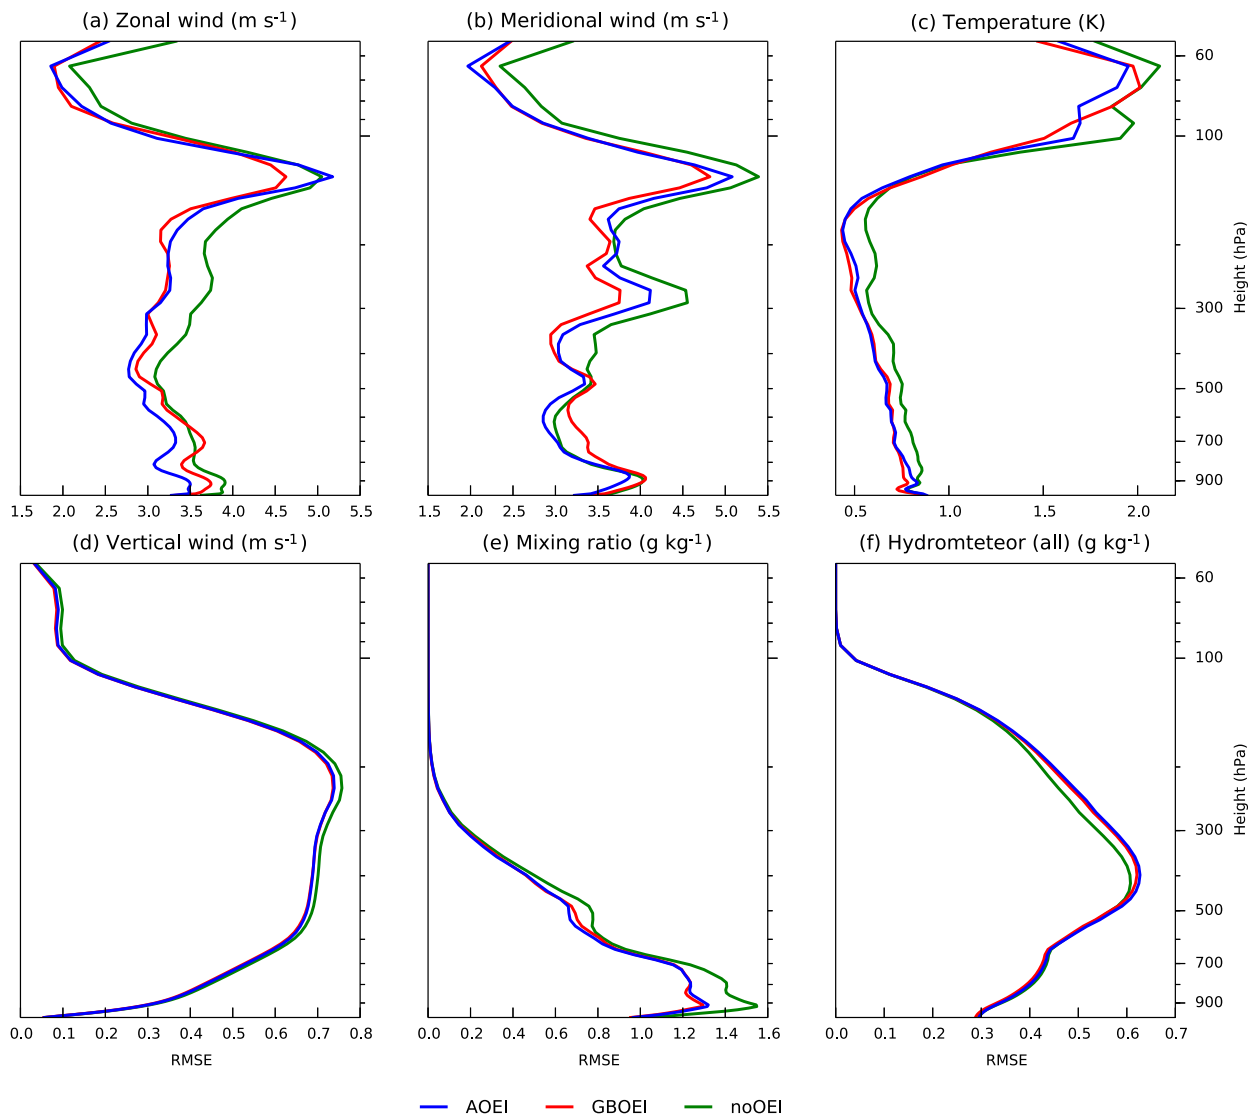 (a) Zonal wind (m s-1)
(b) Meridional wind (m s-1)
(c) Temperature (K)
60
100
300
500
700
900
Height (hPa)
1.5 2.0 2.5 3.0 3.5 4.0 4.5 5.0 5.5
1.5 2.0 2.5 3.0 3.5 4.0 4.5 5.0 5.5
0.5 1.0 1.5 2.0
(d) Vertical wind (m s-1)
(e) Mixing ratio (g kg-1)
(f) Hydromteteor (all) (g kg-1)
60
100
300
500
700
900
Height (hPa)
0.0 0.1 0.2 0.3 0.4 0.5 0.6 0.7 0.8
0.0 0.2 0.4 0.6 0.8 1.0 1.2 1.4 1.6
0.0 0.1 0.2 0.3 0.4 0.5 0.6 0.7
RMSE
RMSE
RMSE
AOEI GBOEI noOEI